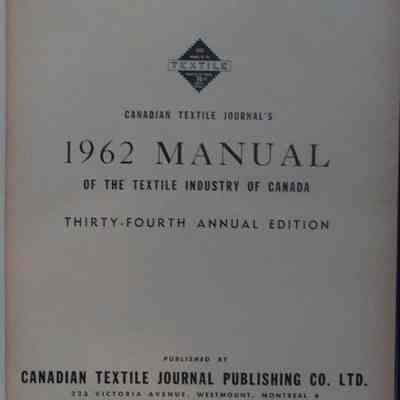 TEXTILE
CANADIAN TEXTILE JOURNAL'S
1962 MANUAL
OF THE TEXTILE INDUSTRY OF CANADA
THIRTY-FOURTH ANNUAL EDITION
PUBLISHED BY
CANADIAN TEXTILE JOURNAL PUBLISHING CO. LTD.
VICTORIA AVENUE, WESTMOUNT, MONTREAL 6